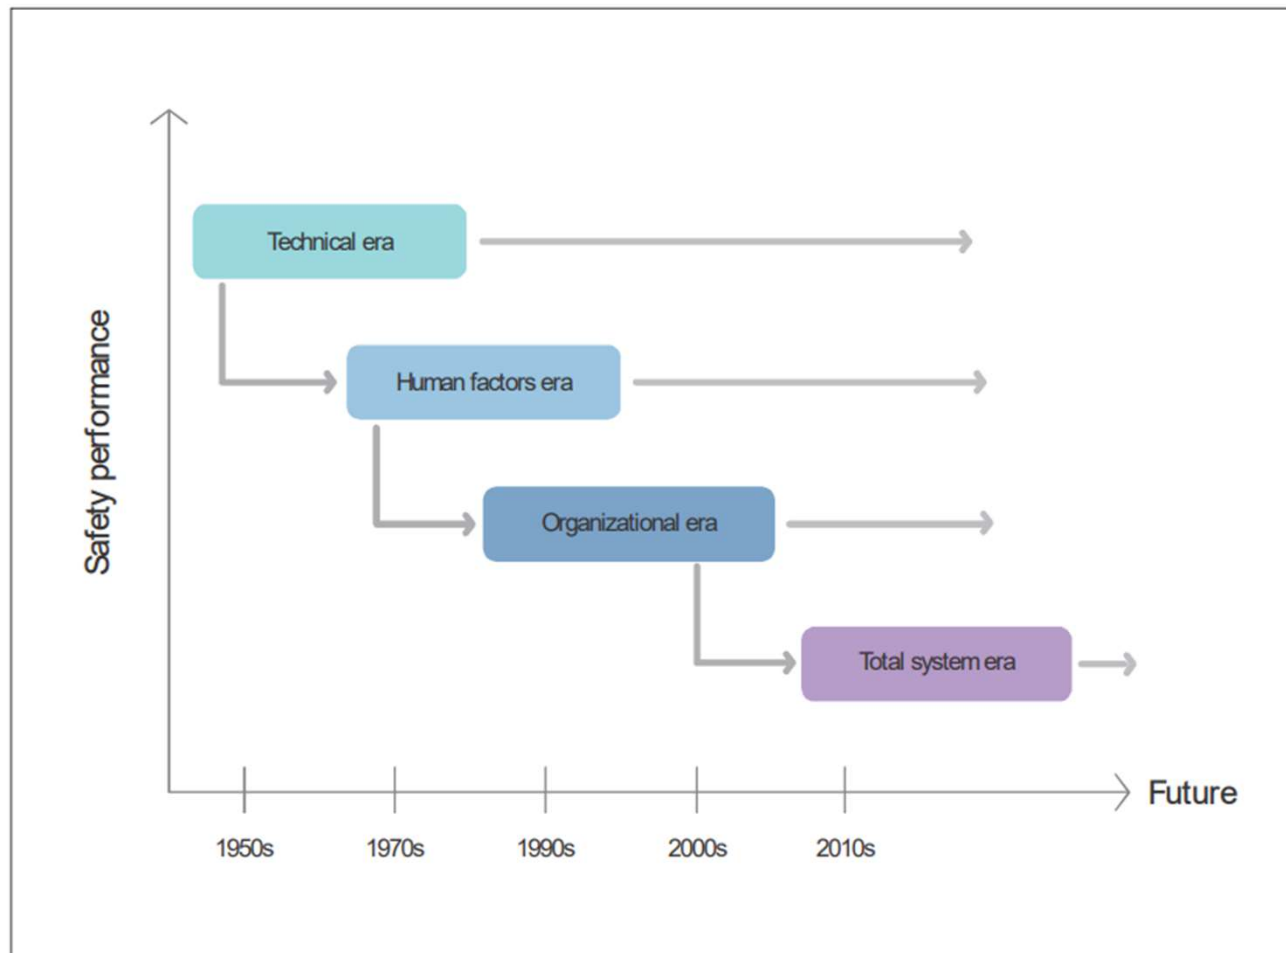 Technical era
Human factors era
Organizational era
Total system era
Safety performance
Future
1950s 1970s 1990s 2000s 2010s